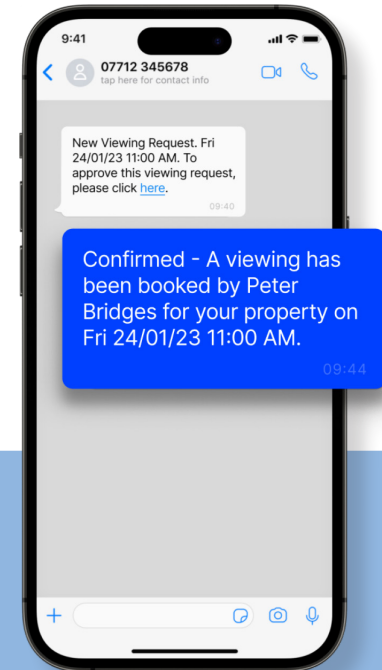 9:41
07712 345678
tap here for contact info
New Viewing Request. Fri
24/01/23 11:00 AM. To
approve this viewing request,
please click here.
09:40
Confirmed - A viewing has
been booked by Peter
Bridges for your property on
Fri 24/01/23 11:00 AM.
09:44